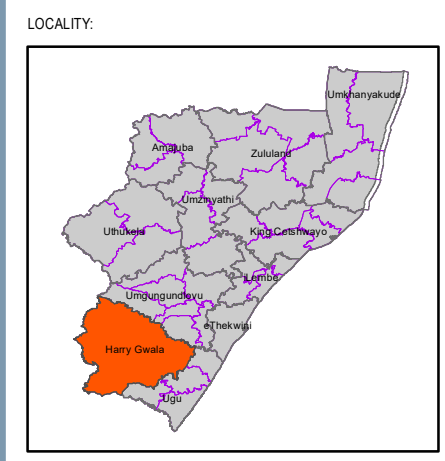 LOCALITY:
Umkhanyakude
Amajuba
Zululand
Umzinyathi
Uthukela
King Cetshwayo
iLembe
Umgungundlovu
eThekwini
Harry Gwala
Ugu